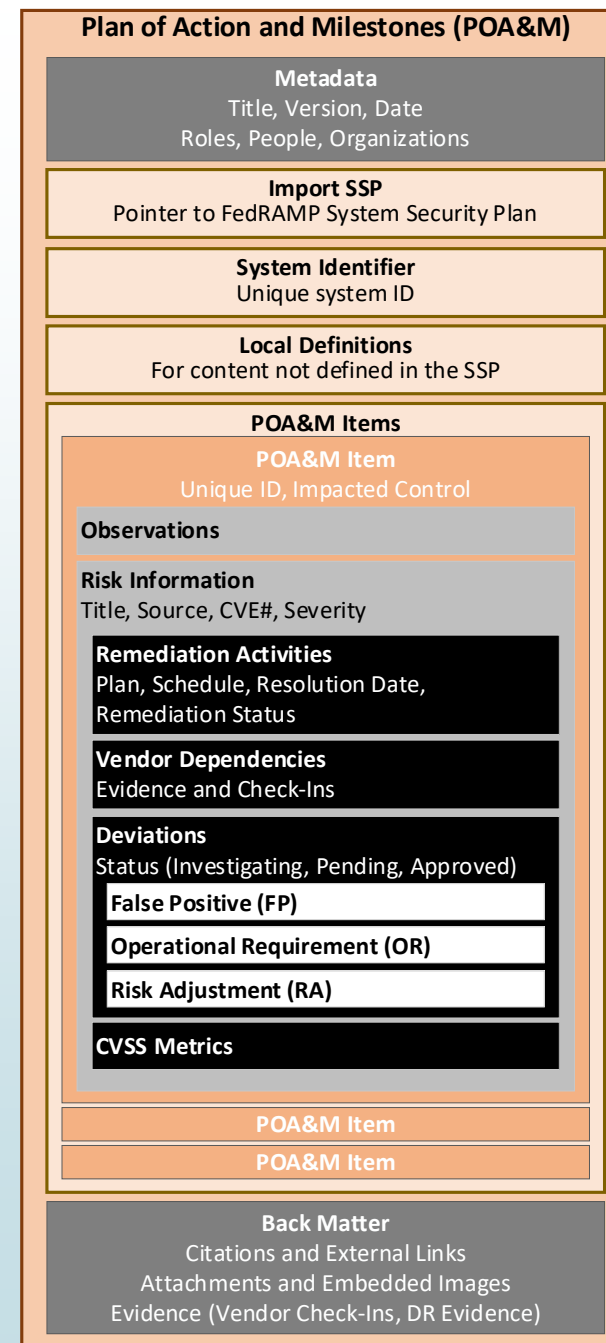 Plan of Action and Milestones (POA&M)
Metadata
Title, Version, Date
Roles, People, Organizations
Import SSP
Pointer to FedRAMP System Security Plan
System Identifier
Unique system ID
Local Definitions
For content not defined in the SSP
POA&M Items
POA&M Item
Unique ID, Impacted Control
Observations
Risk Information
Title, Source, CVE#, Severity
Remediation Activities
Plan, Schedule, Resolution Date,
Remediation Status
Vendor Dependencies
Evidence and Check-Ins
Deviations
Status (Investigating, Pending, Approved)
False Positive (FP)
Operational Requirement (OR)
Risk Adjustment (RA)
CVSS Metrics
POA&M Item
POA&M Item
Back Matter
Citations and External Links
Attachments and Embedded Images
Evidence (Vendor Check-Ins, DR Evidence)